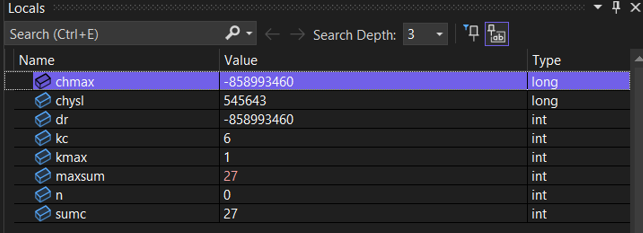 Locals
Search (Ctrl+E) Search Depth: 3
Name Value Type
chmax -858993460 long
chysl 545643 long
dr -858993460 int
kc 6 int
kmax 1 int
maxsum 27 int
n 0 int
sumc 27 int